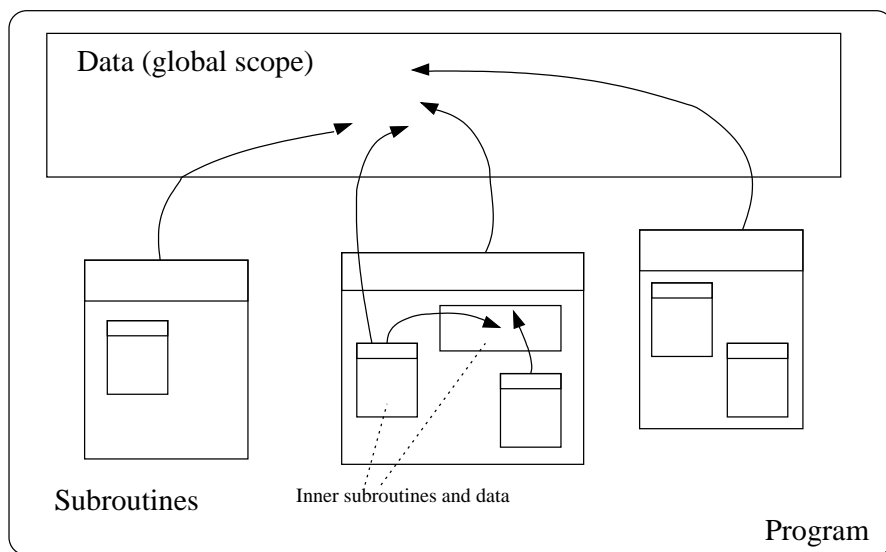 Data (global scope)
Subroutines
Inner subroutines and data
Program